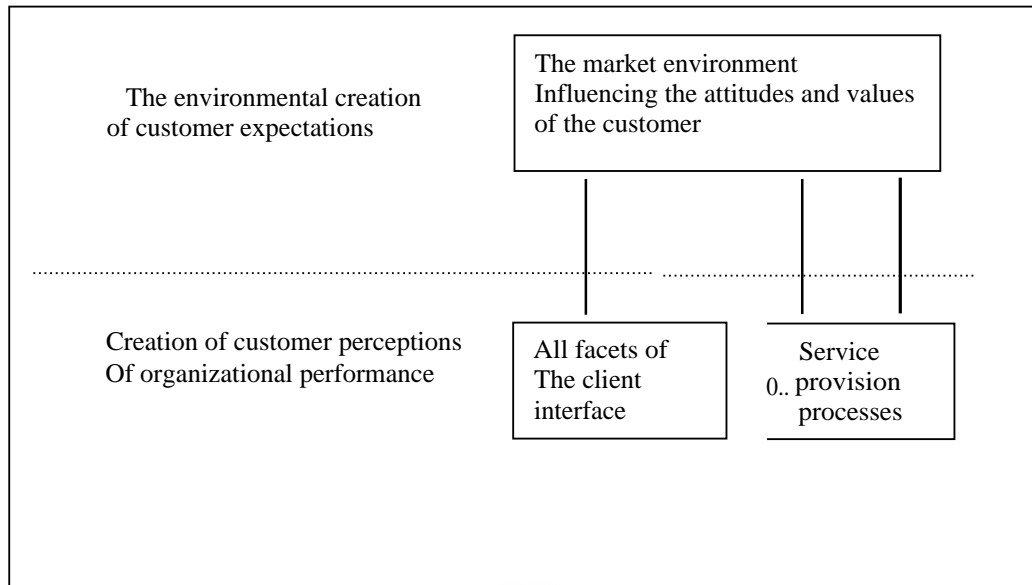 The environmental creation
of customer expectations
The market environment
Influencing the attitudes and values
of the customer
Creation of customer perceptions
Of organizational performance
All facets of
The client
interface
Service
0.. provision
processes